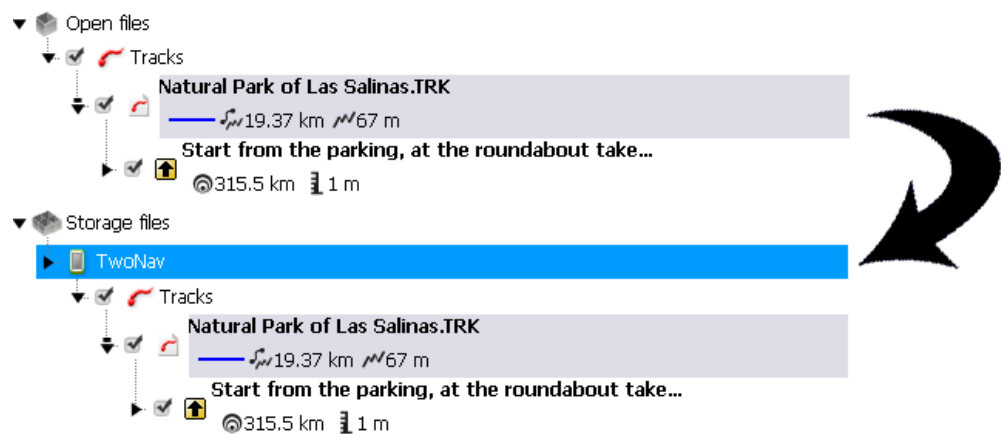 Open files
Tracks
Natural Park of Las Salinas.TRK
19.37 km 67 m
Start from the parking, at the roundabout take...
315.5 km 1 m
Storage files
TwoNav
Tracks
Natural Park of Las Salinas.TRK
19.37 km 67 m
Start from the parking, at the roundabout take...
315.5 km 1 m